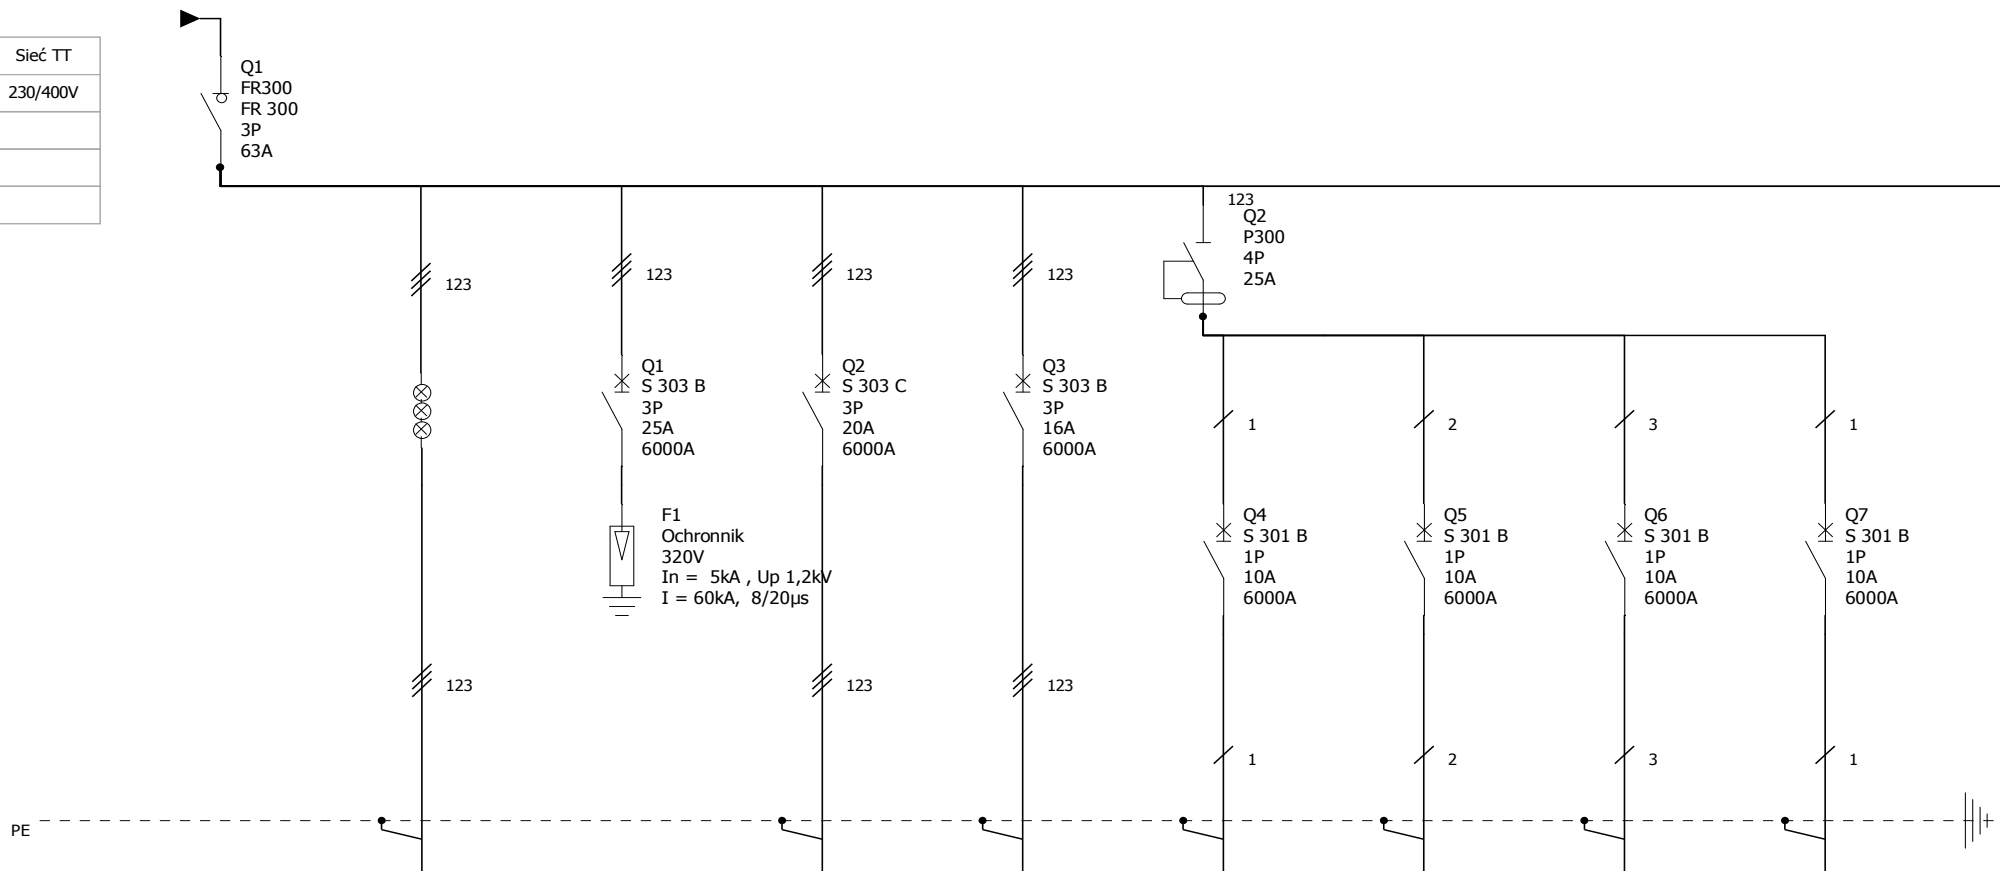 Sieć TT
230/400V
Q1
FR300
FR 300
3P
63A
123
123
123
123
123
Q2
P300
4P
25A
Q1
S 303 B
3P
25A
6000A
Q2
S 303 C
3P
20A
6000A
Q3
S 303 B
3P
16A
6000A
1
2
3
1
F1
Ochronnik
320V
In =  5kA , Up 1,2kV
I = 60kA,  8/20µs
Q4
S 301 B
1P
10A
6000A
Q5
S 301 B
1P
10A
6000A
Q6
S 301 B
1P
10A
6000A
Q7
S 301 B
1P
10A
6000A
123
123
123
1
2
3
1
PE